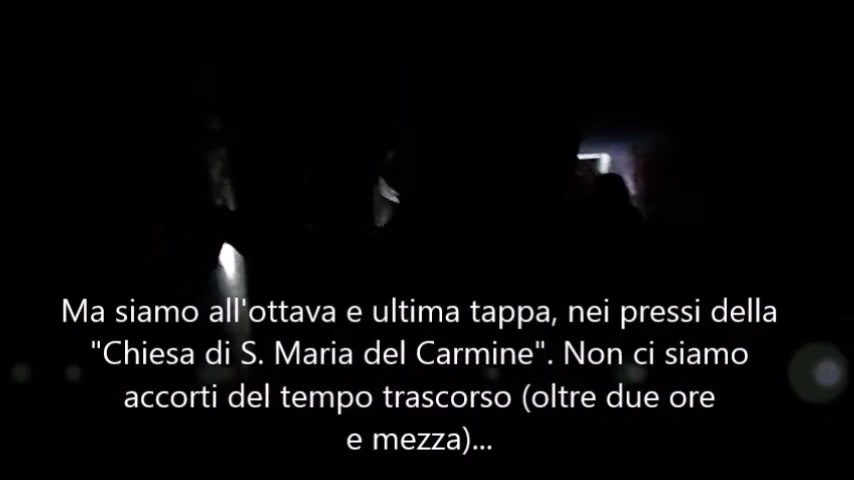 Ma siamo all'ottava e ultima tappa, nei pressi della
"Chiesa di S. Maria del Carmine". Non ci siamo
accorti del tempo trascorso (oltre due ore
e mezza)...